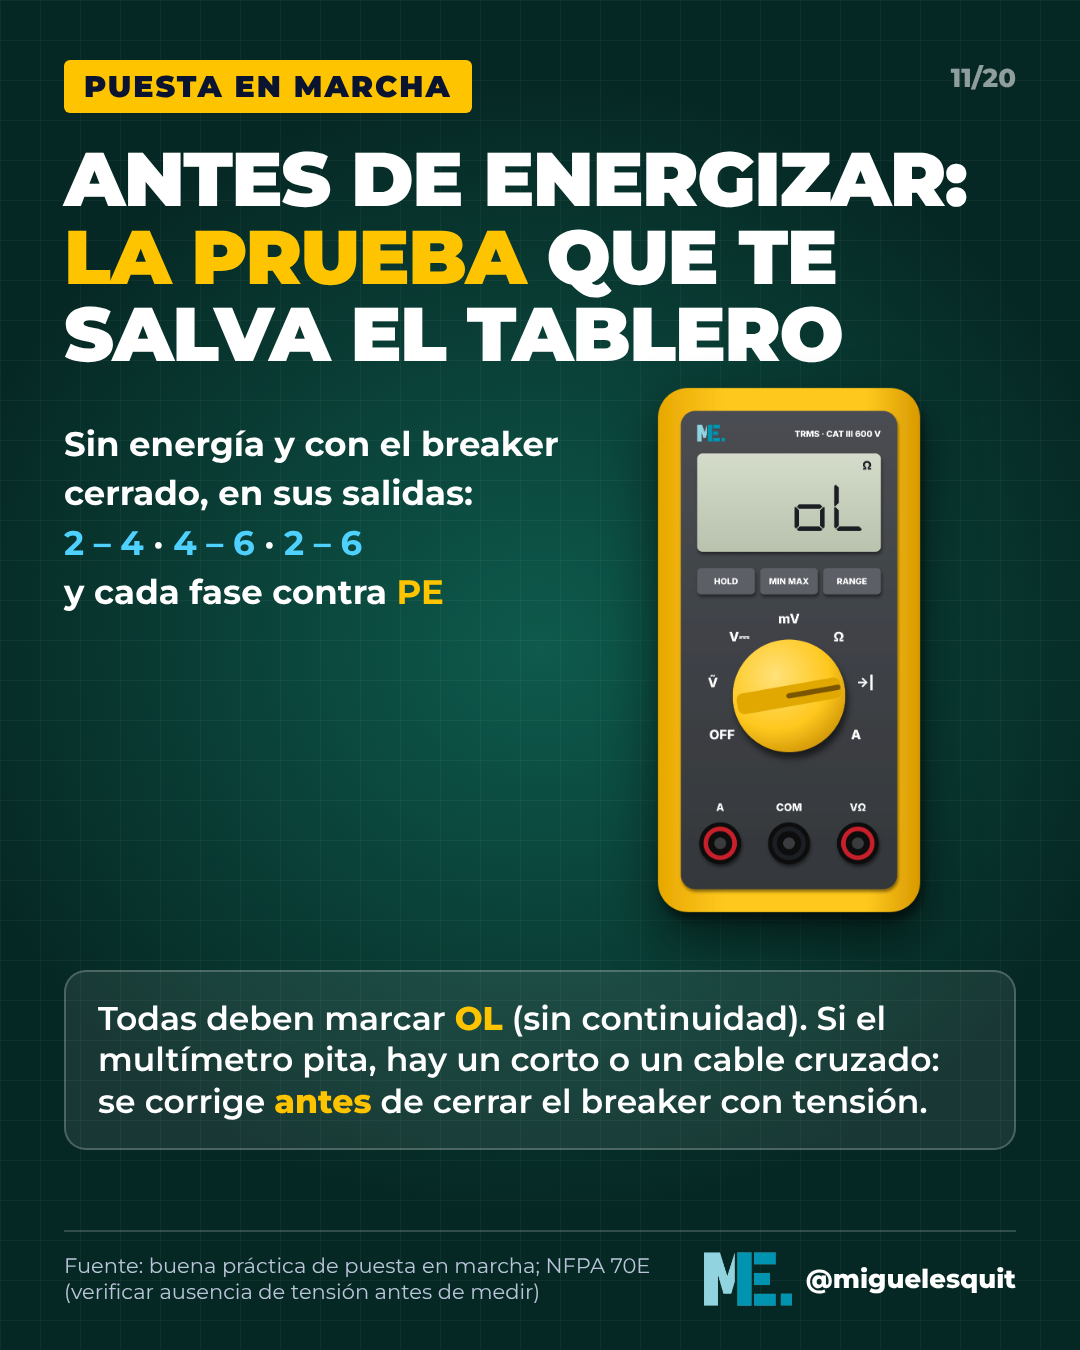 PUESTA EN MARCHA
11/20
ANTES DE ENERGIZAR:
LA PRUEBA QUE TE
SALVA EL TABLERO
Sin energía y con el breaker
cerrado, en sus salidas:
2 – 4 · 4 – 6 · 2 – 6
y cada fase contra PE
ME.
TRMS · CAT III 600 V
Ω
oL
HOLD
MIN MAX
RANGE
mV
V⎓
Ω
Ṽ
→|
OFF
A
A
COM
VΩ
Todas deben marcar OL (sin continuidad). Si el
multímetro pita, hay un corto o un cable cruzado:
se corrige antes de cerrar el breaker con tensión.
Fuente: buena práctica de puesta en marcha; NFPA 70E
(verificar ausencia de tensión antes de medir)
ME.
@miguelesquit